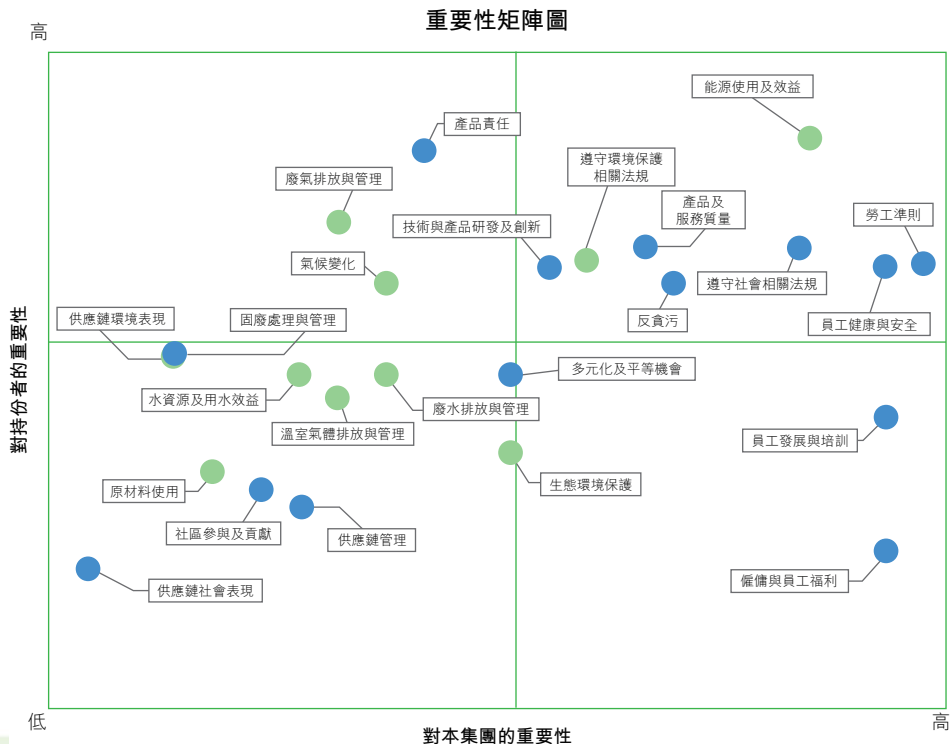 重要性矩陣圖
高
能源使用及效益
產品責任
遵守環境保護
相關法規
廢氣排放與管理
產品及
服務質量
勞工準則
技術與產品研發及創新
氣候變化
遵守社會相關法規
供應鏈環境表現
固廢處理與管理
反貪污
員工健康與安全
對持份者的重要性
多元化及平等機會
水資源及用水效益
廢水排放與管理
溫室氣體排放與管理
員工發展與培訓
生態環境保護
原材料使用
社區參與及貢獻
供應鏈管理
僱傭與員工福利
供應鏈社會表現
低
高
對本集團的重要性